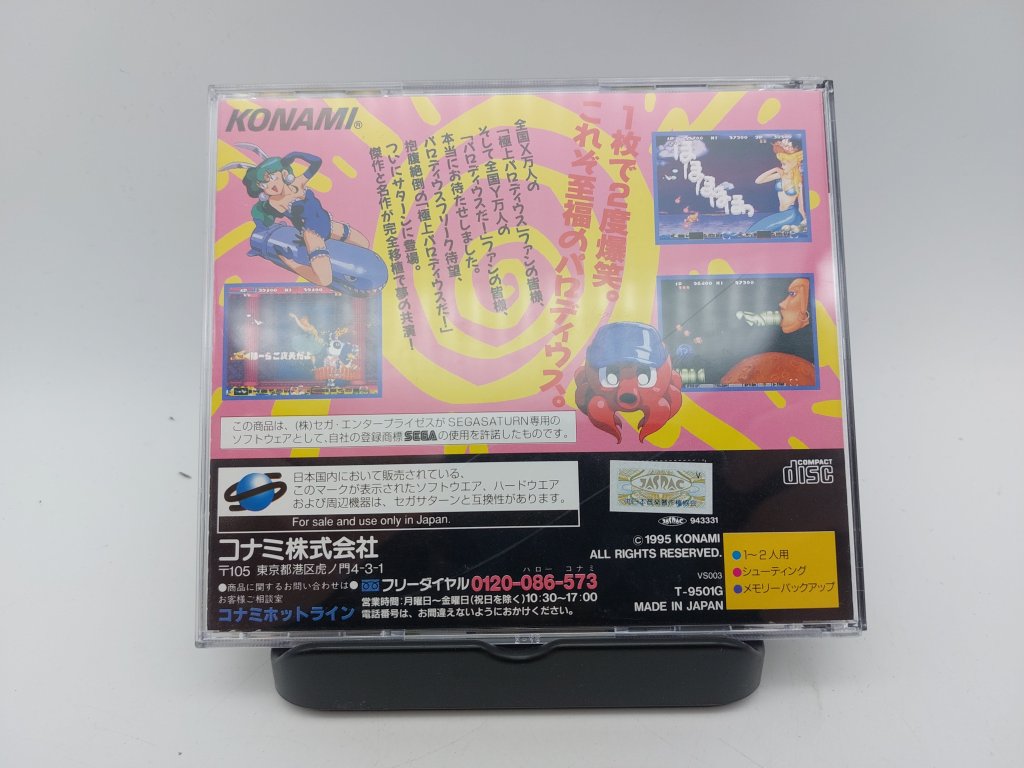 KONAMI®
1枚で2度爆笑。
これぞ至福のパロディウス。
全国X万人の
「極上パロディウス」ファンの皆様、
そして全国Y万人の
「パロディウスだ!」ファンの皆様、
本当にお待たせしました。
パロディウスフリーク待望、
抱腹絶倒の「極上パロディウスだ!」
ついにサターンに登場。
傑作と名作が完全移植で夢の共演!
ほほほほほっ
この商品は、(株)セガ・エンタープライゼスがSEGASATURN専用の
ソフトウェアとして、自社の登録商標SEGAの使用を許諾したものです。
日本国内において販売されている、
このマークが表示されたソフトウエア、ハードウエア
および周辺機器は、セガサターンと互換性があります。
For sale and use only in Japan.
JASRAC
JASRAC 943331
COMPACT
disc
コナミ株式会社
〒105 東京都港区虎ノ門4-3-1
●商品に関するお問い合わせは●
お客様ご相談室
コナミホットライン
ハロー コナミ
フリーダイヤル0120-086-573
営業時間:月曜日~金曜日(祝日を除く)10:30~17:00
電話番号は、お間違えないようにおかけください。
©1995 KONAMI
ALL RIGHTS RESERVED.
VS003
T-9501G
MADE IN JAPAN
●1~2人用
●シューティング
●メモリーバックアップ